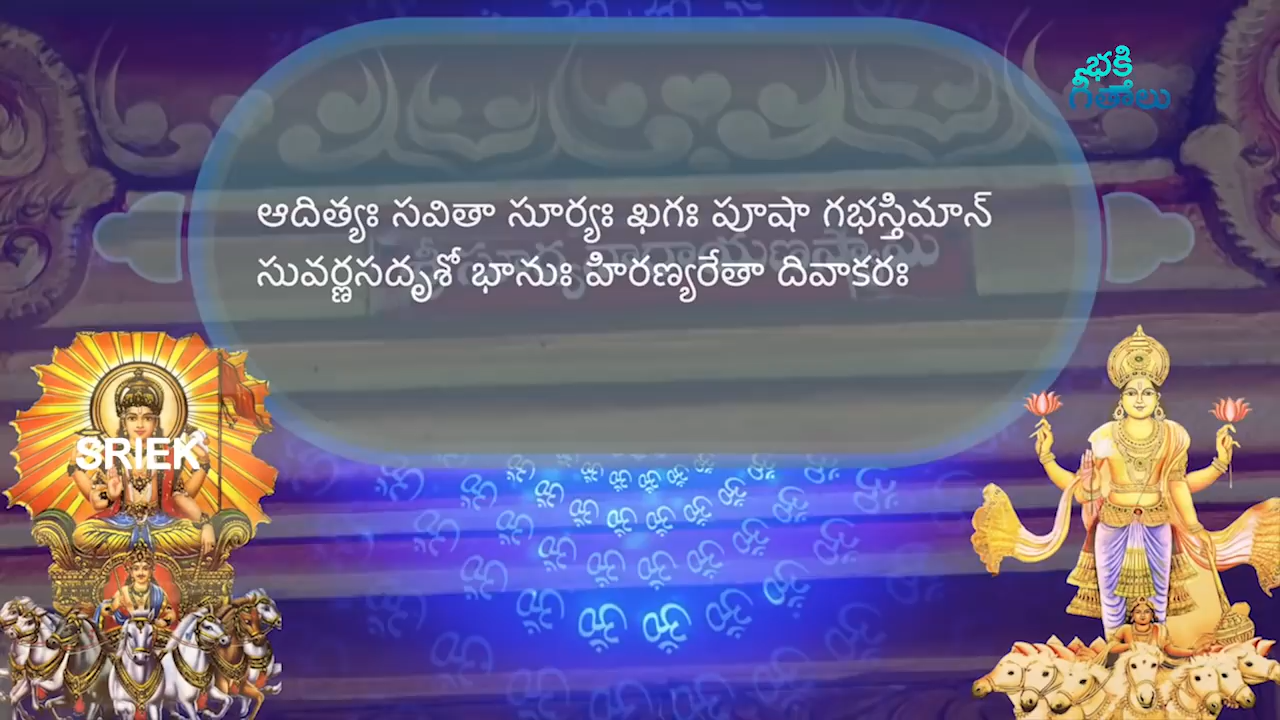 భక్తి
గీతాలు
ఆదిత్యః సవితా సూర్యః ఖగః పూషా గభస్తిమాన్
సువర్ణసదృశో భానుః హిరణ్యరేతా దివాకరః
SRIEK